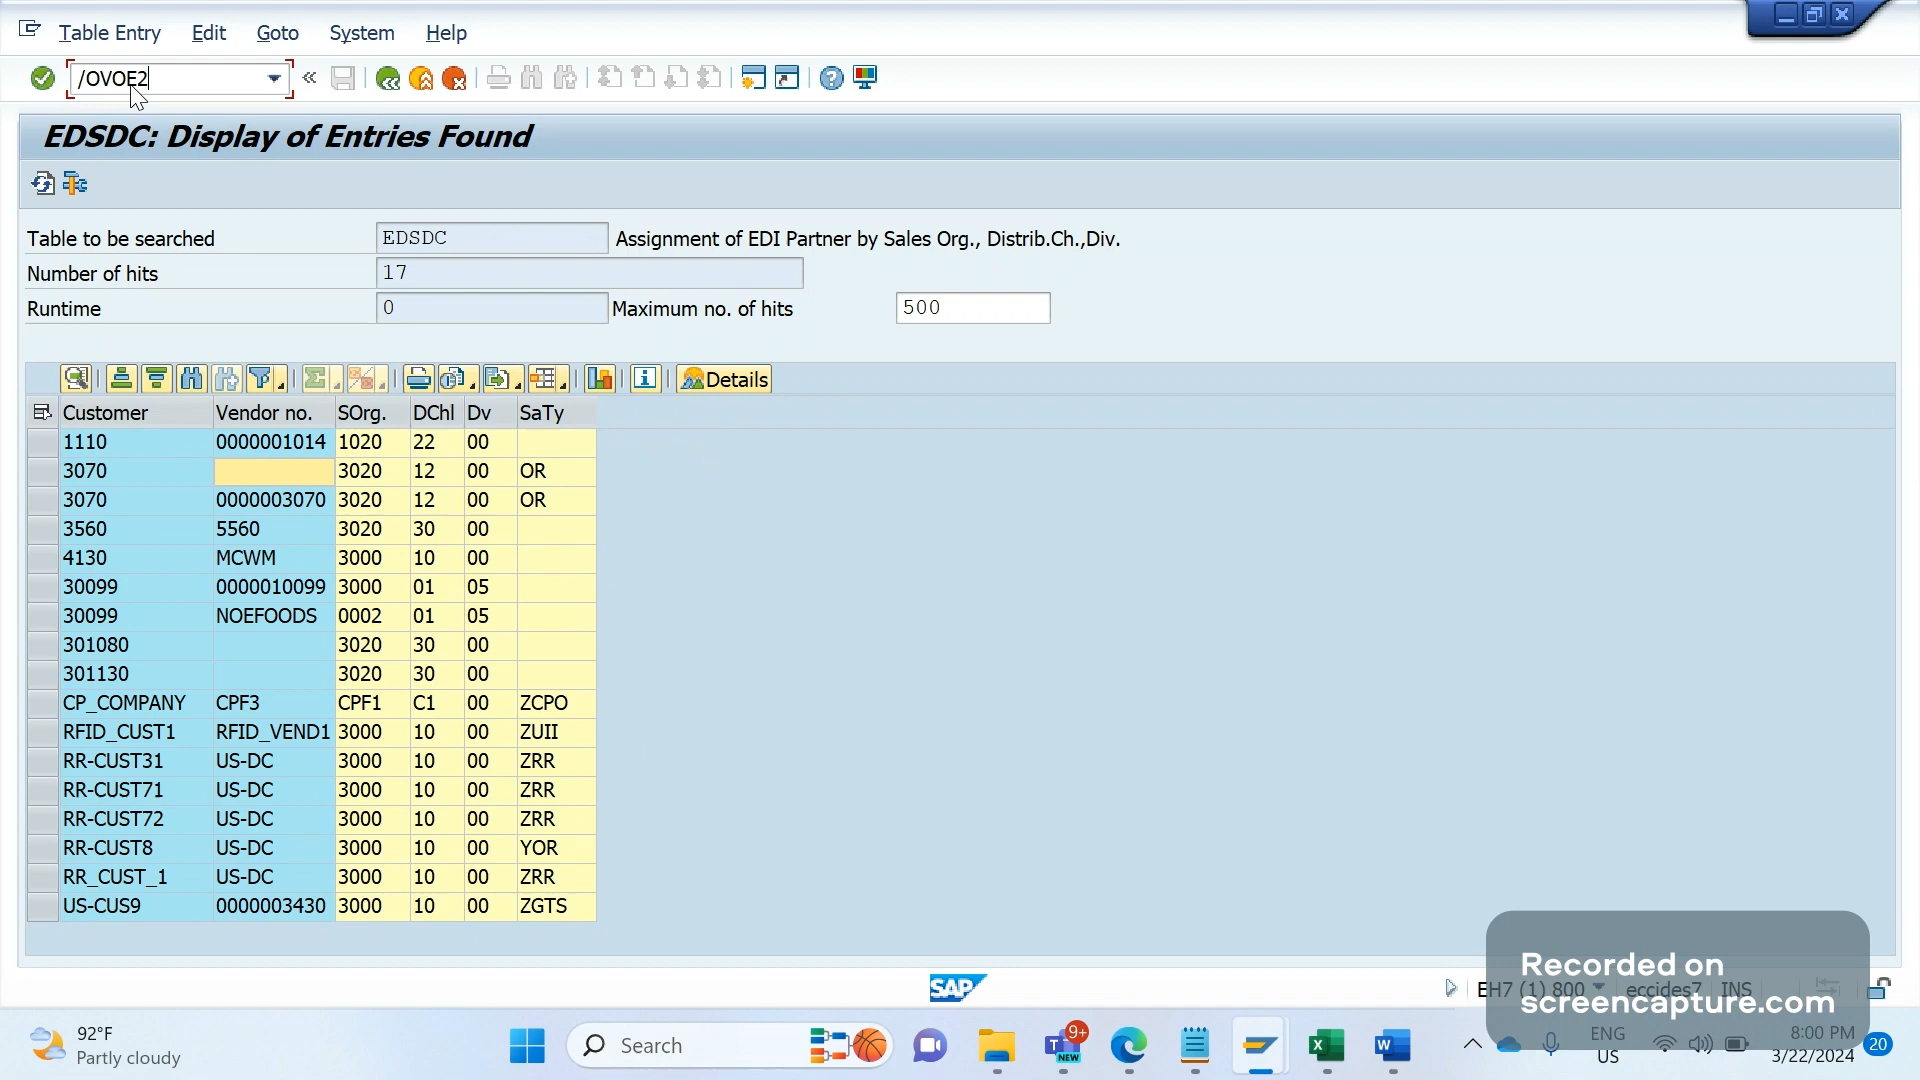 Table Entry Edit Goto System Help
/OVOE2
EDSDC: Display of Entries Found
Table to be searched EDSDC Assignment of EDI Partner by Sales Org., Distrib.Ch.,Div.
Number of hits 17
Runtime 0 Maximum no. of hits 500
Details
Customer Vendor no. SOrg. DChl Dv SaTy
1110 0000001014 1020 22 00
3070 3020 12 00 OR
3070 0000003070 3020 12 00 OR
3560 5560 3020 30 00
4130 MCWM 3000 10 00
30099 0000010099 3000 01 05
30099 NOEFOODS 0002 01 05
301080 3020 30 00
301130 3020 30 00
CP_COMPANY CPF3 CPF1 C1 00 ZCPO
RFID_CUST1 RFID_VEND1 3000 10 00 ZUII
RR-CUST31 US-DC 3000 10 00 ZRR
RR-CUST71 US-DC 3000 10 00 ZRR
RR-CUST72 US-DC 3000 10 00 ZRR
RR-CUST8 US-DC 3000 10 00 YOR
RR_CUST_1 US-DC 3000 10 00 ZRR
US-CUS9 0000003430 3000 10 00 ZGTS
Recorded on
screencapture.com
SAP EH7 (1) 800 eccides7 INS
92°F
Partly cloudy
Search
9+
NEW
ENG
US
8:00 PM
3/22/2024
20